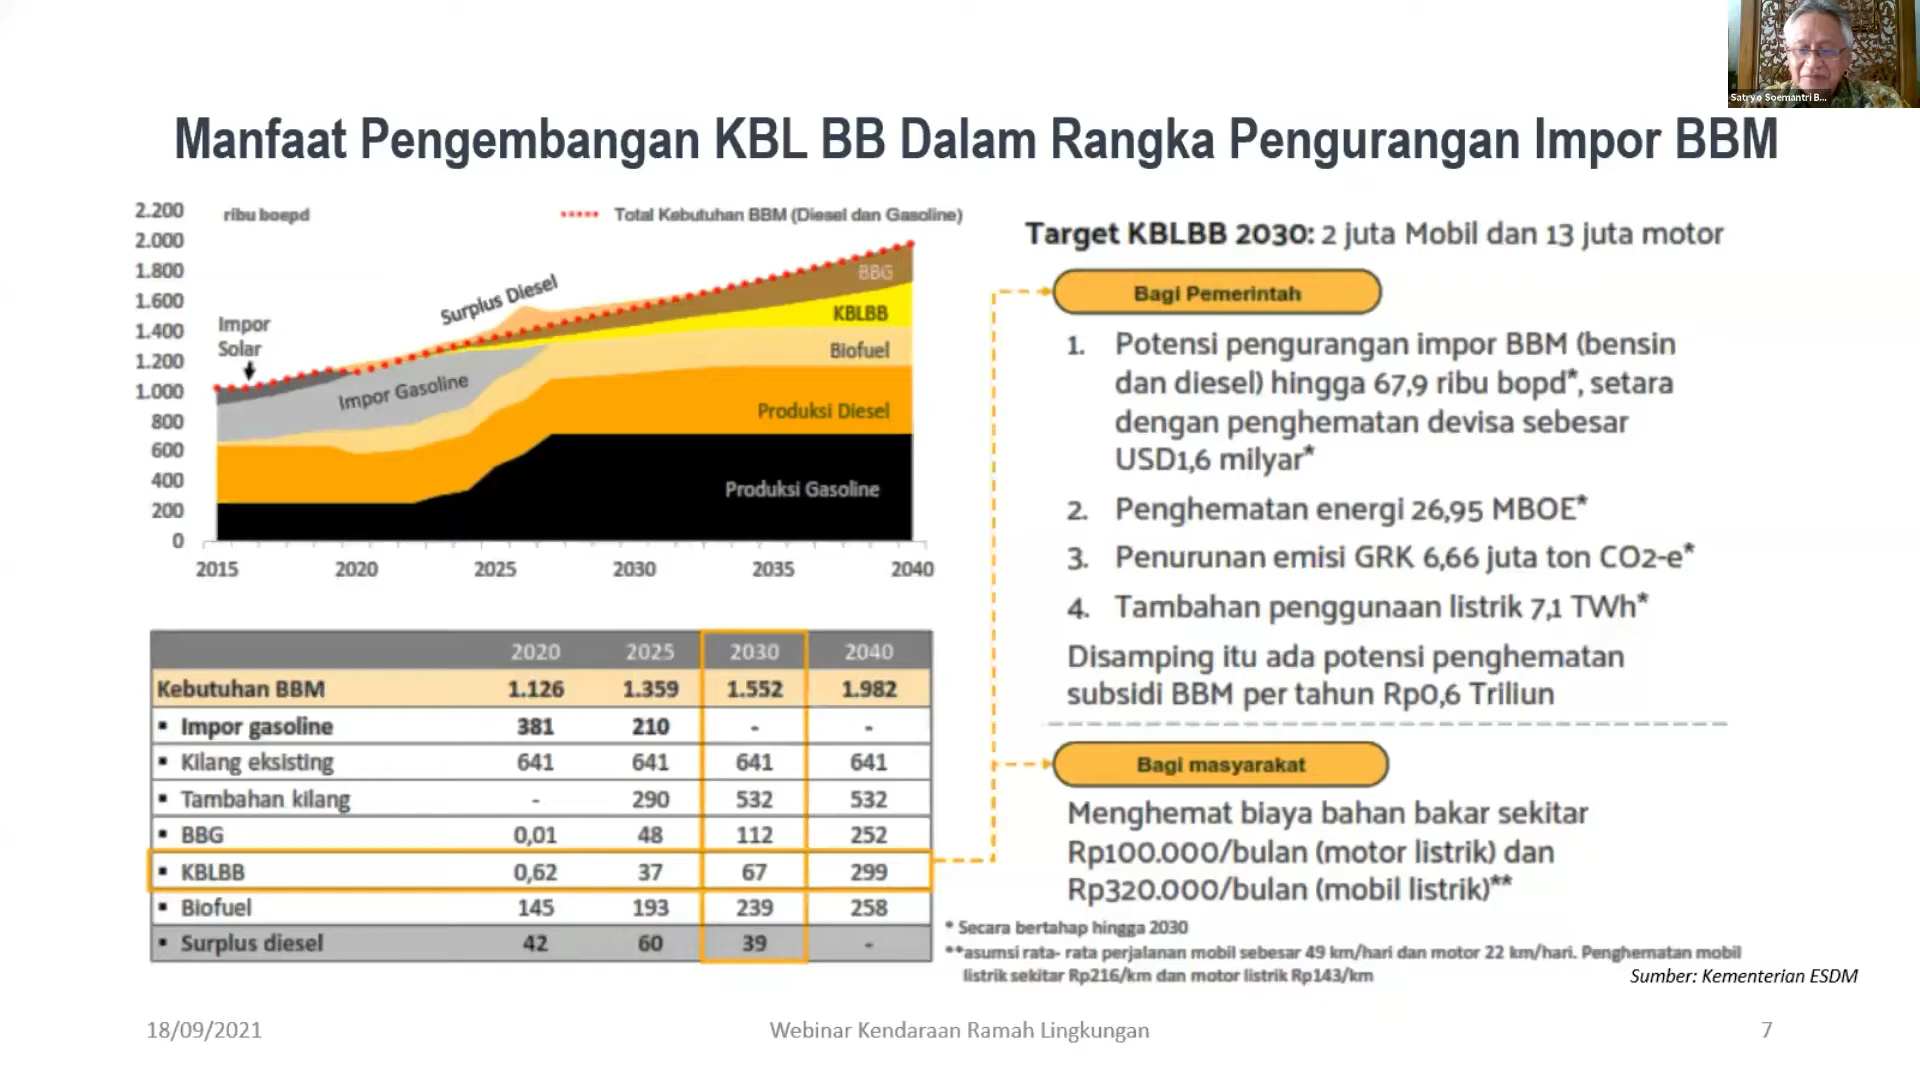 Satryo Soemantri B...
Manfaat Pengembangan KBL BB Dalam Rangka Pengurangan Impor BBM
ribu boepd
Total Kebutuhan BBM (Diesel dan Gasoline)
2.200
2.000
1.800
1.600
1.400
1.200
1.000
800
600
400
200
0
Impor
Solar
Surplus Diesel
Impor Gasoline
BBG
KBLBB
Biofuel
Produksi Diesel
Produksi Gasoline
2015 2020 2025 2030 2035 2040
2020 2025 2030 2040
Kebutuhan BBM 1.126 1.359 1.552 1.982
▪ Impor gasoline 381 210 - -
▪ Kilang eksisting 641 641 641 641
▪ Tambahan kilang - 290 532 532
▪ BBG 0,01 48 112 252
▪ KBLBB 0,62 37 67 299
▪ Biofuel 145 193 239 258
▪ Surplus diesel 42 60 39 -
Target KBLBB 2030: 2 juta Mobil dan 13 juta motor
Bagi Pemerintah
1. Potensi pengurangan impor BBM (bensin
dan diesel) hingga 67,9 ribu bopd*, setara
dengan penghematan devisa sebesar
USD1,6 milyar*
2. Penghematan energi 26,95 MBOE*
3. Penurunan emisi GRK 6,66 juta ton CO2-e*
4. Tambahan penggunaan listrik 7,1 TWh*
Disamping itu ada potensi penghematan
subsidi BBM per tahun Rp0,6 Triliun
Bagi masyarakat
Menghemat biaya bahan bakar sekitar
Rp100.000/bulan (motor listrik) dan
Rp320.000/bulan (mobil listrik)**
* Secara bertahap hingga 2030
**asumsi rata- rata perjalanan mobil sebesar 49 km/hari dan motor 22 km/hari. Penghematan mobil
listrik sekitar Rp216/km dan motor listrik Rp143/km
Sumber: Kementerian ESDM
18/09/2021
Webinar Kendaraan Ramah Lingkungan
7